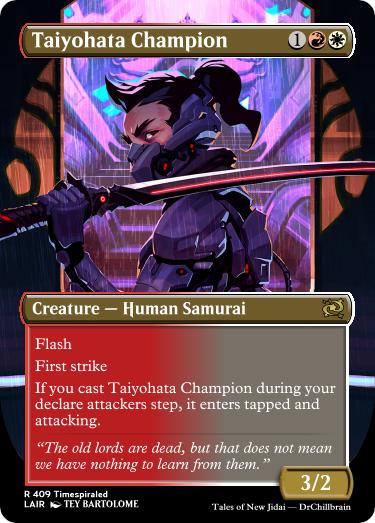 Taiyohata Champion 1
Creature — Human Samurai
Flash
First strike
If you cast Taiyohata Champion during your
declare attackers step, it enters tapped and
attacking.
“The old lords are dead, but that does not mean
we have nothing to learn from them.”
3/2
R 409 Timespiraled
LAIR TEY BARTOLOME
Tales of New Jidai — DrChillbrain